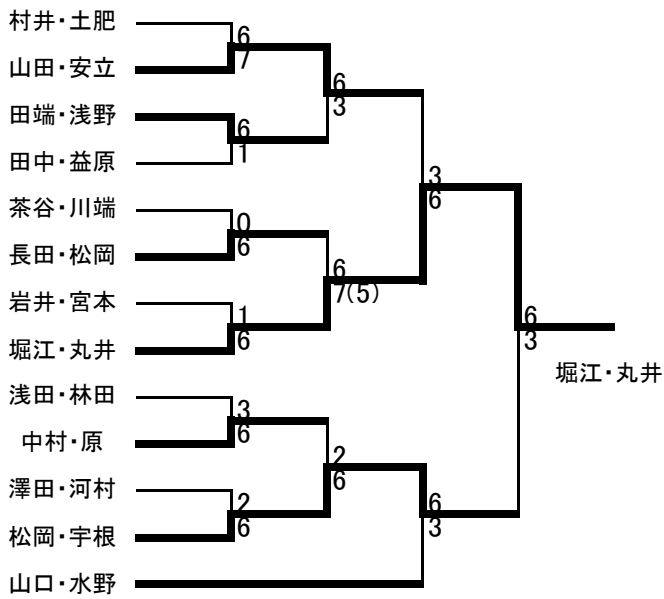 村井・土肥
6
7
山田・安立
6
3
田端・浅野
6
1
田中・益原
3
6
茶谷・川端
0
6
長田・松岡
6
7(5)
岩井・宮本
1
6
堀江・丸井
6
3
堀江・丸井
浅田・林田
3
6
中村・原
2
6
澤田・河村
2
6
松岡・宇根
6
3
山口・水野